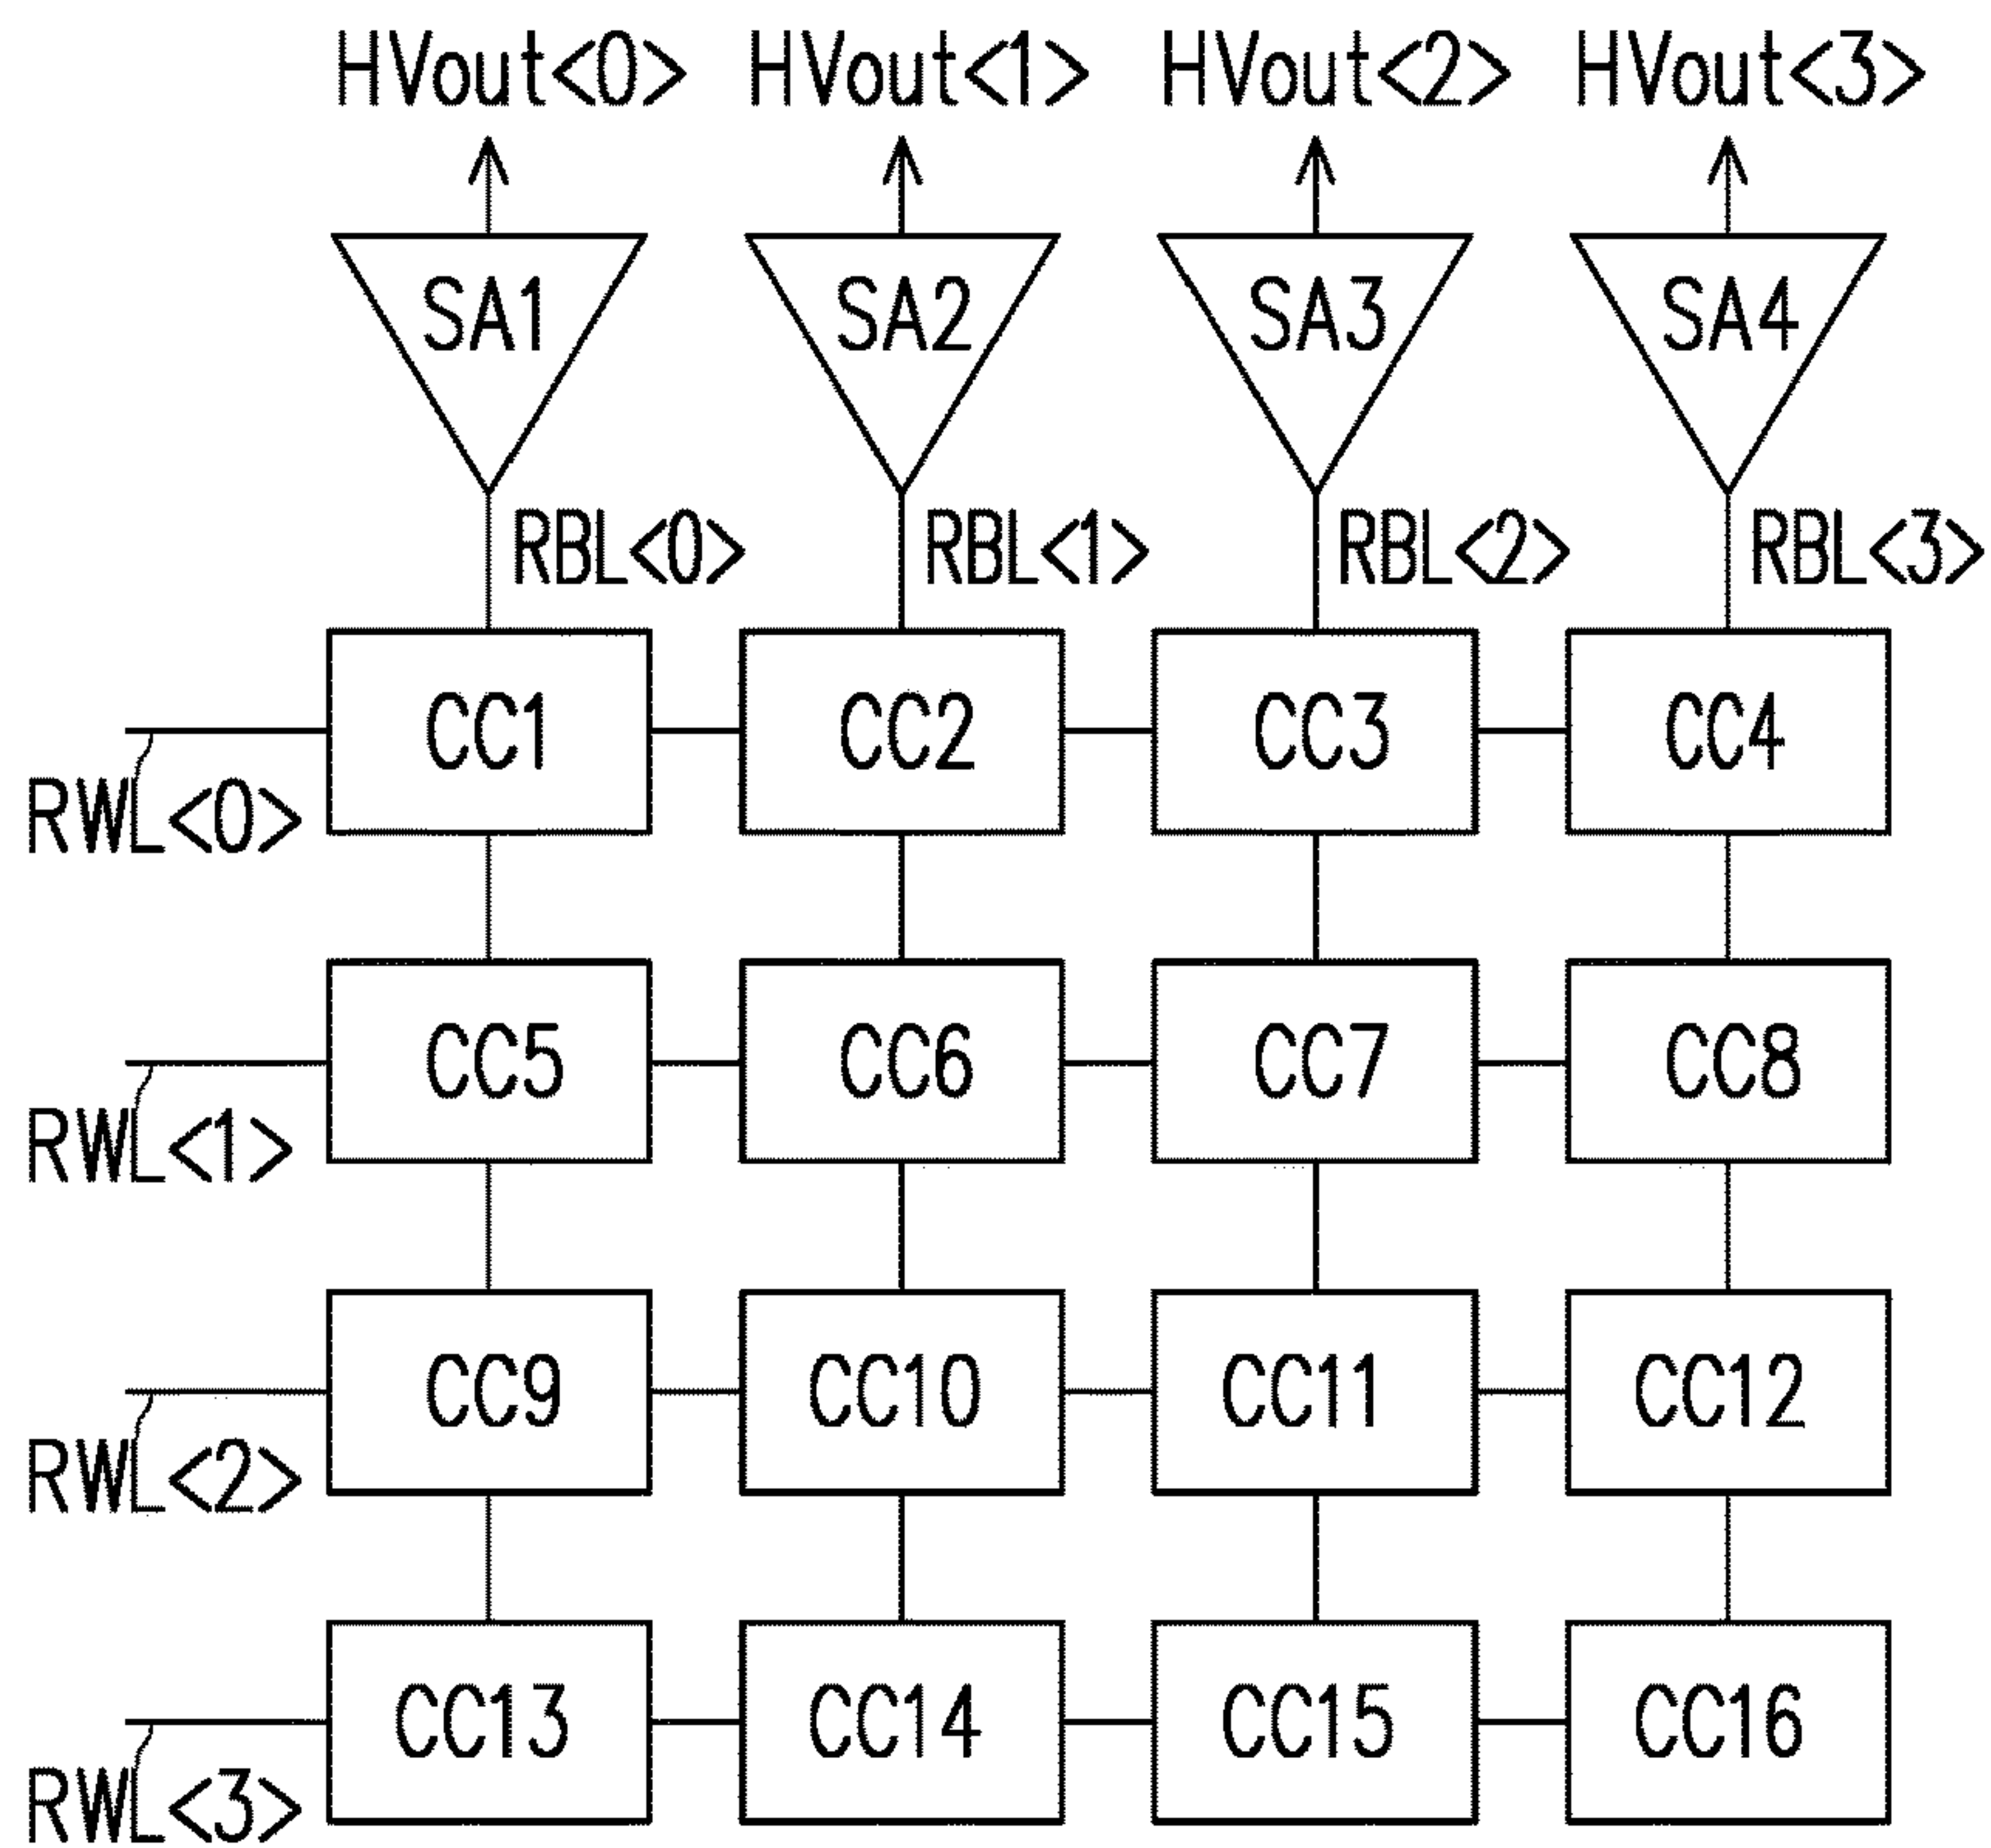 HVout<0> HVout<1> HVout<2> HVout<3>
SA1 SA2 SA3 SA4
RBL<0> RBL<1> RBL<2> RBL<3>
CC1 CC2 CC3 CC4
RWL<0>
CC5 CC6 CC7 CC8
RWL<1>
CC9 CC10 CC11 CC12
RWL<2>
CC13 CC14 CC15 CC16
RWL<3>